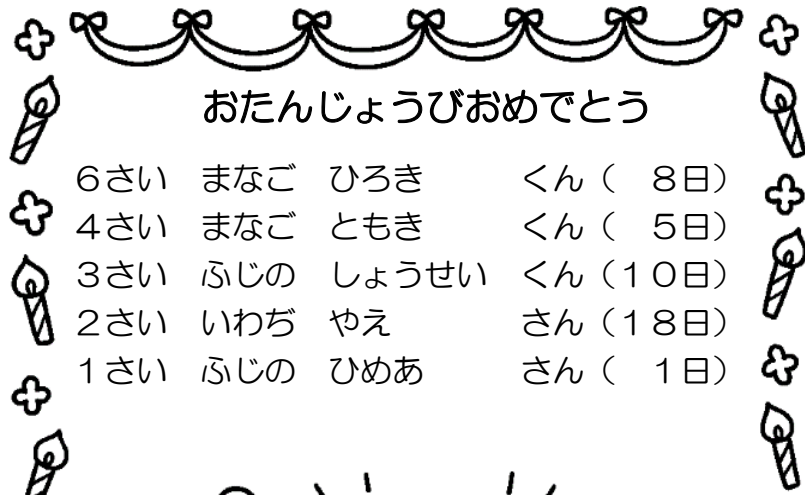 おたんじょうびおめでとう
６さい　まなご　ひろき　　　くん（　８日）
４さい　まなご　ともき　　　くん（　５日）
３さい　ふじの　しょうせい　くん（１０日）
２さい　いわぢ　やえ　　　　さん（１８日）
１さい　ふじの　ひめあ　　　さん（　１日）